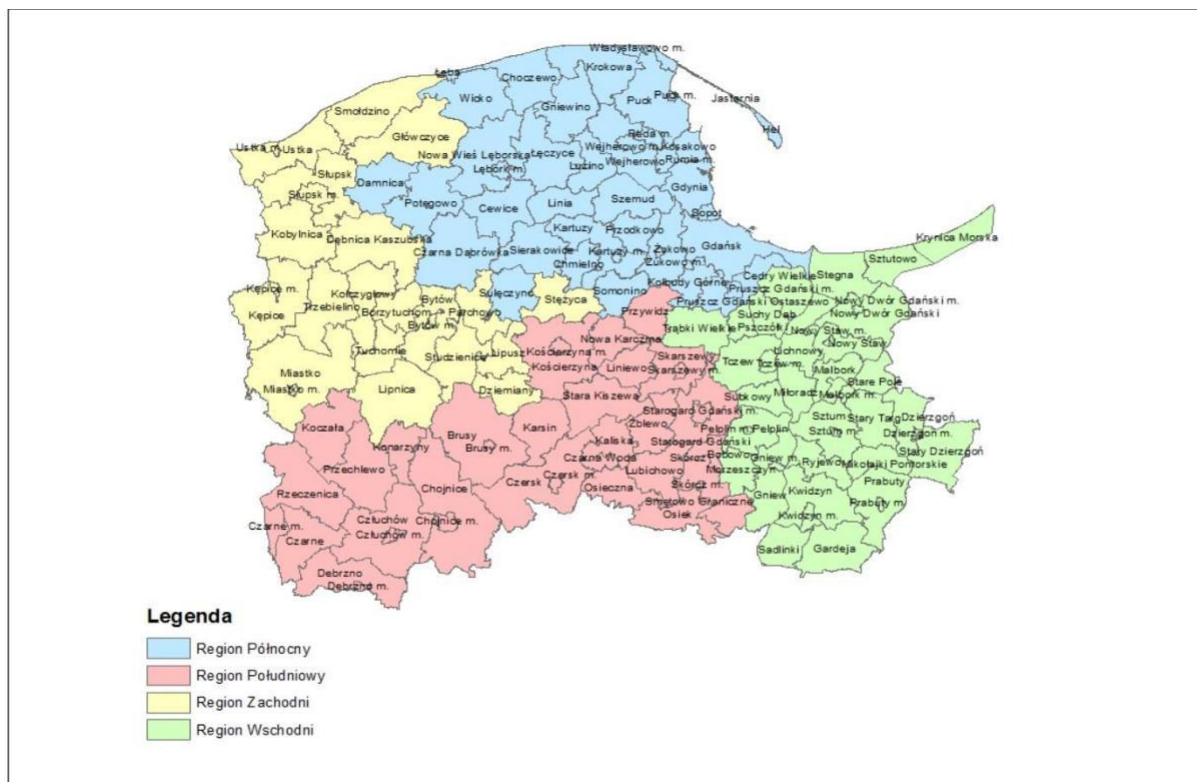 Władysławowo m.
Łeba
Choczewo
Krokowa
Wicko
Gniewino
Puck
Puck m.
Jastarnia
Hel
Smołdzino
Główczyce
Ustka m.
Ustka
Nowa Wieś Lęborska
Łęczyce
Reda m.
Wejherowo m.
Kosakowo
Lębork m.
Luzino
Wejherowo
Rumia m.
Słupsk
Słupsk m.
Damnica
Potęgowo
Cewice
Linia
Szemud
Gdynia
Sopot
Kobylnica
Dębnica Kaszubska
Czarna Dąbrówka
Sierakowice
Kartuzy
Przodkowo
Chmielno
Kartuzy m.
Żukowo
Żukowo m.
Gdańsk
Krynica Morska
Sztutowo
Stegna
Cedry Wielkie
Kępice m.
Kępice
Trzebielino
Kołczygłowy
Borzytuchom
Bytów
Bytów m.
Parchowo
Sulęczyno
Stężyca
Somonino
Kolbudy Górne
Pruszcz Gdański m.
Pruszcz Gdański
Przywidz
Ostaszewo
Nowy Dwór Gdański m.
Nowy Dwór Gdański
Suchy Dąb
Trąbki Wielkie
Pszczółk
Nowy Staw m.
Nowy Staw
Tuchomie
Studzienice
Lipusz
Kościerzyna m.
Kościerzyna
Nowa Karczma
Liniewo
Skarszewy
Skarszewy m.
Tczew
Tczew m.
Lichnowy
Malbork
Malbork m.
Miastko
Miastko m.
Lipnica
Dziemiany
Stara Kiszewa
Subkowy
Miłoradz
Stare Pole
Koczała
Konarzyny
Brusy
Brusy m.
Karsin
Zblewo
Starogard Gdański m.
Starogard Gdański
Pelplin m.
Pelplin
Sztum
Sztum m.
Stary Targ
Dzierzgoń
Dzierzgoń m.
Stary Dzierzgoń
Przechlewo
Kaliska
Czarna Woda
Bobowo
Gniew m.
Ryjewo
Mikołajki Pomorskie
Rzeczenica
Chojnice
Chojnice m.
Czersk
Czersk m.
Osieczna
Lubichowo
Skórcz
Skórcz m.
Morzeszczyn
Gniew
Kwidzyn
Kwidzyn m.
Prabuty
Prabuty m.
Czarne m.
Czarne
Człuchów
Człuchów m.
Smętowo Graniczne
Osiek
Sadlinki
Gardeja
Debrzno
Debrzno m.
Legenda
Region Północny
Region Południowy
Region Zachodni
Region Wschodni